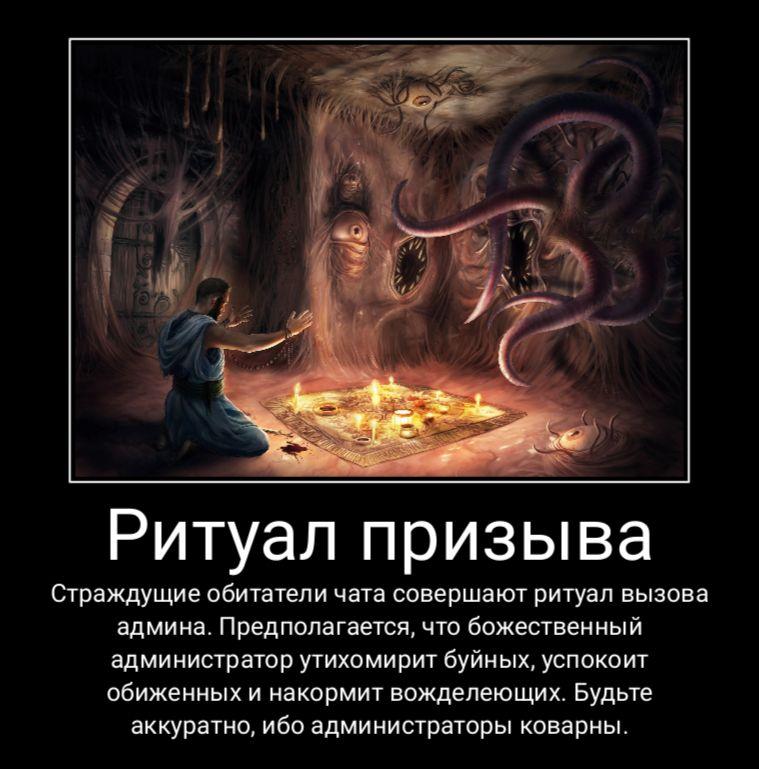 Ритуал призыва
Страждущие обитатели чата совершают ритуал вызова
админа. Предполагается, что божественный
администратор утихомирит буйных, успокоит
обиженных и накормит вожделеющих. Будьте
аккуратно, ибо администраторы коварны.